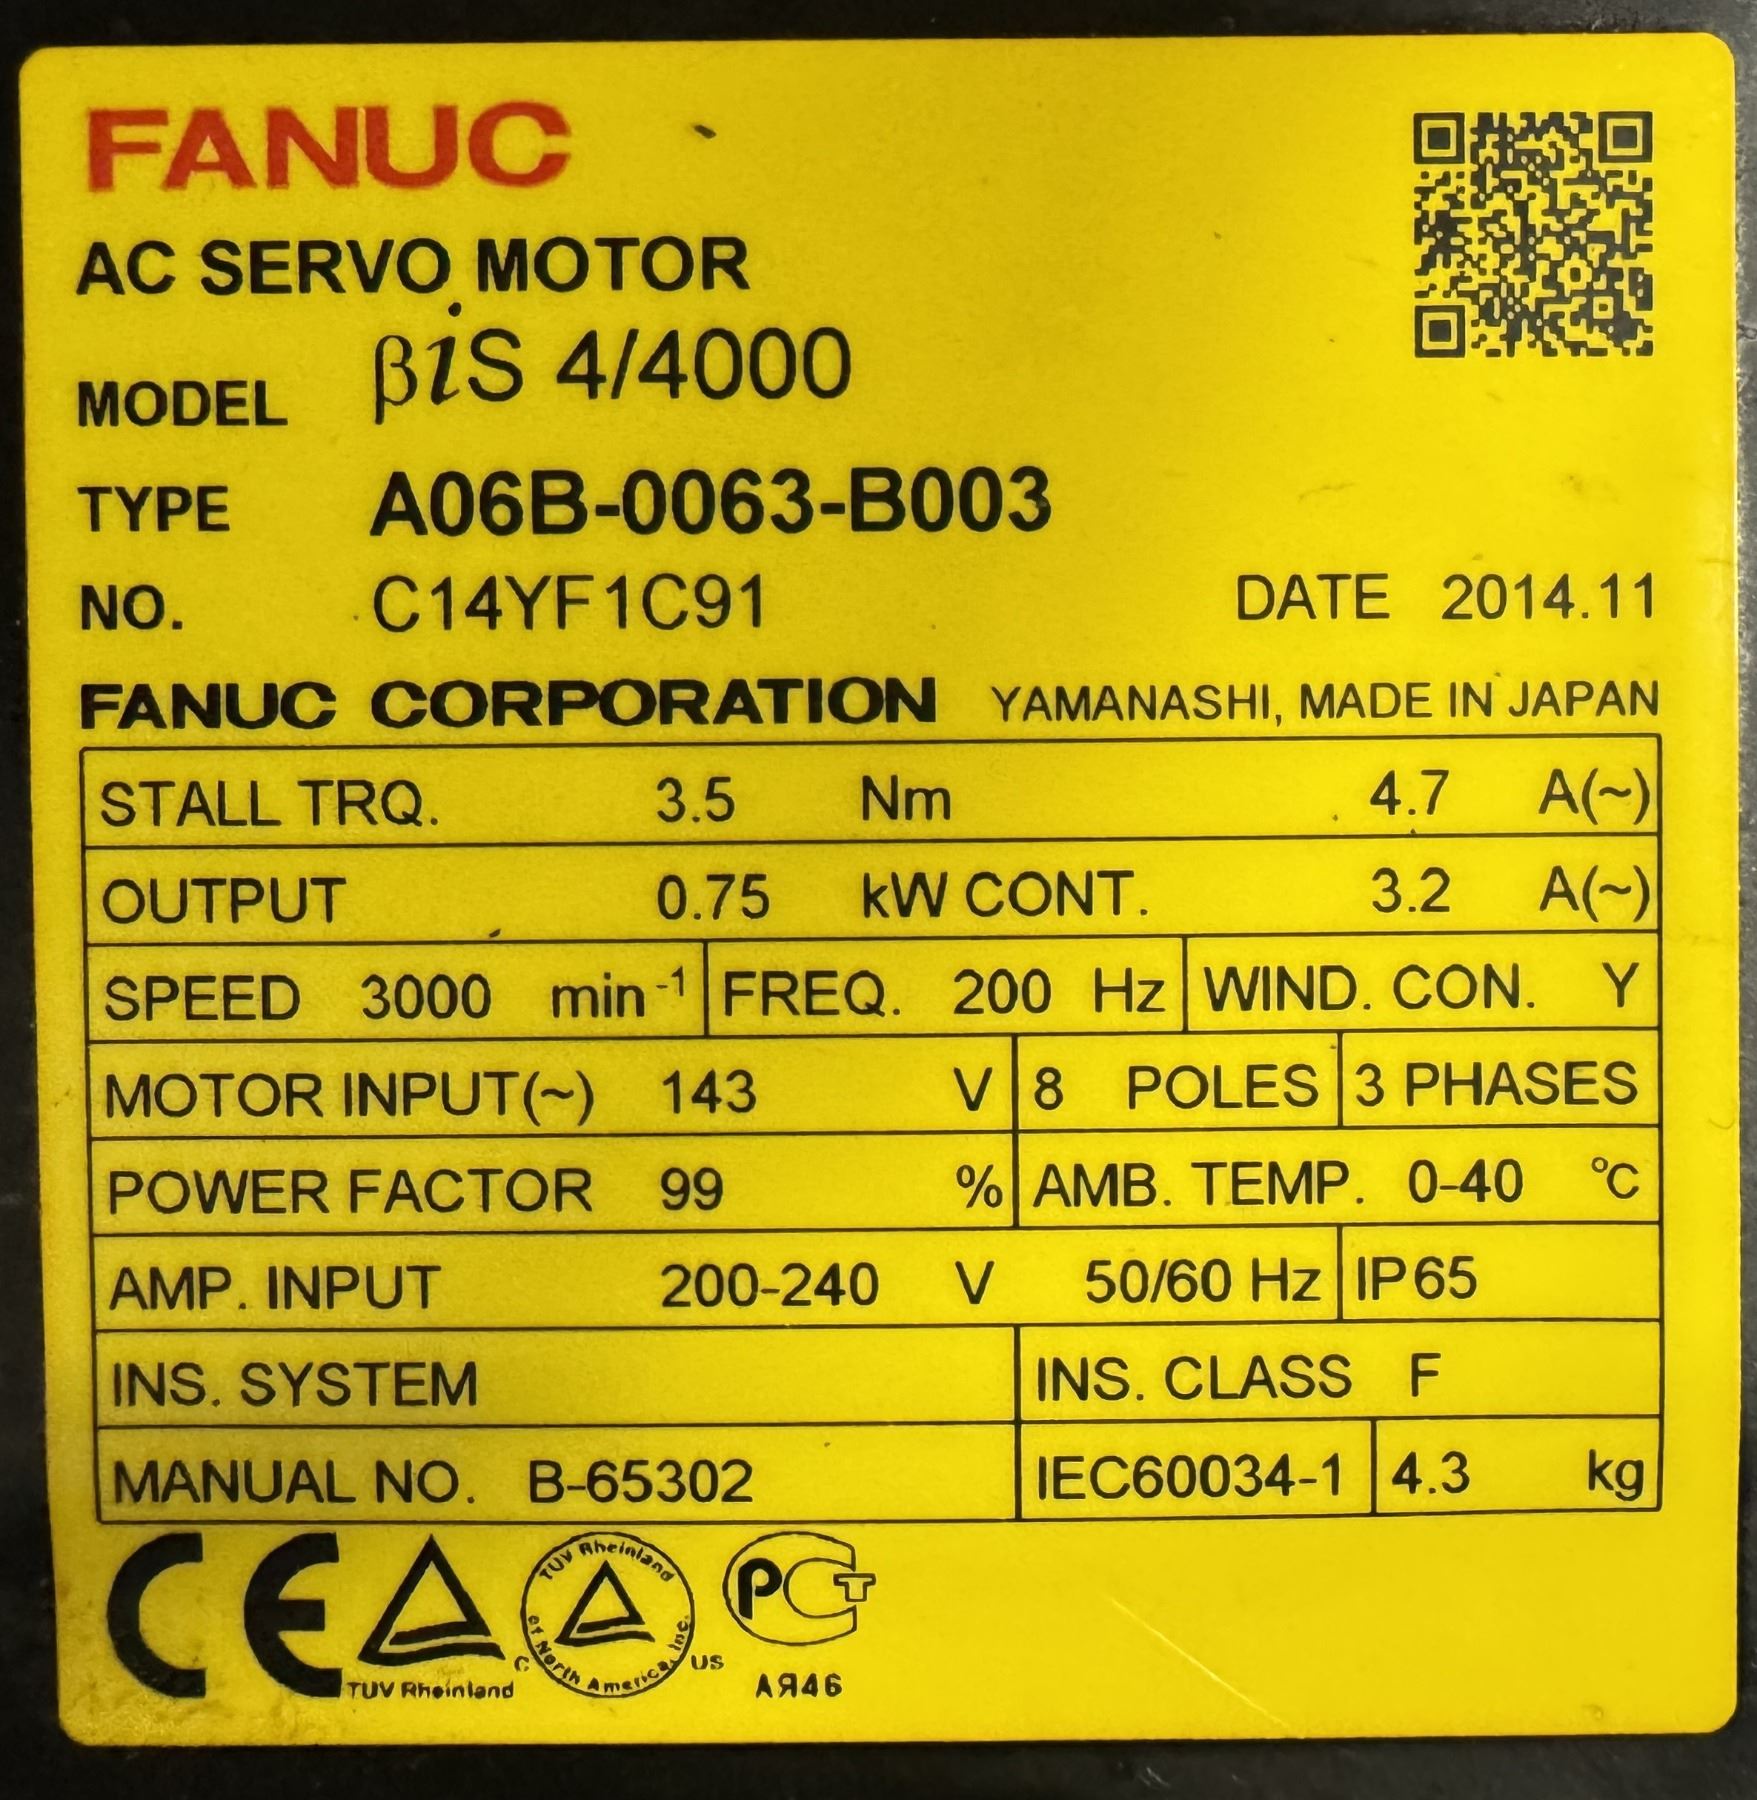 FANUC
AC SERVO MOTOR
MODEL βiS 4/4000
TYPE A06B-0063-B003
NO. C14YF1C91 DATE 2014.11
FANUC CORPORATION YAMANASHI, MADE IN JAPAN
STALL TRQ. 3.5 Nm 4.7 A(~)
OUTPUT 0.75 kW CONT. 3.2 A(~)
SPEED 3000 min⁻¹ FREQ. 200 Hz WIND. CON. Y
MOTOR INPUT(~) 143 V 8 POLES 3 PHASES
POWER FACTOR 99 % AMB. TEMP. 0-40 ℃
AMP. INPUT 200-240 V 50/60 Hz IP65
INS. SYSTEM INS. CLASS F
MANUAL NO. B-65302 IEC60034-1 4.3 kg
CE
TUV Rheinland
C TUV Rheinland of North America, Inc. US
PCT
AЯ46